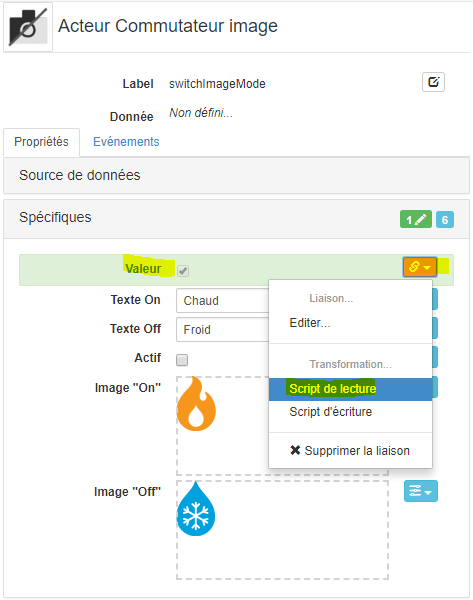 Acteur Commutateur image
Label switchImageMode
Donnée Non défini...
Propriétés Evénements
Source de données
Spécifiques 1 6
Valeur
Liaison...
Texte On Chaud
Editer...
Texte Off Froid
Actif
Transformation...
Image "On"
Script de lecture
Script d'écriture
Supprimer la liaison
Image "Off"